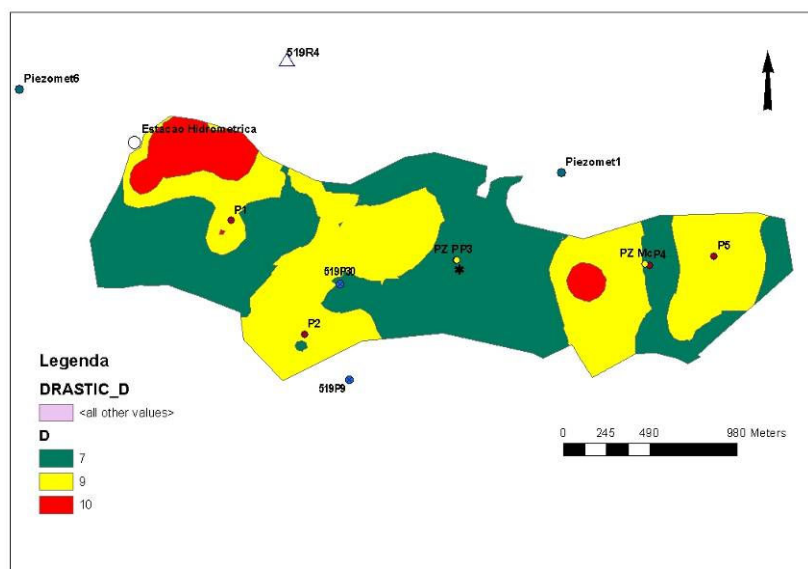 519R4
Piezomet6
Estacao Hidrometrica
Piezomet1
P1
PZ PP3
PZ McP4
P5
519P30
P2
519P9
Legenda
DRASTIC_D
<all other values>
D
7
9
10
0 245 490 980 Meters